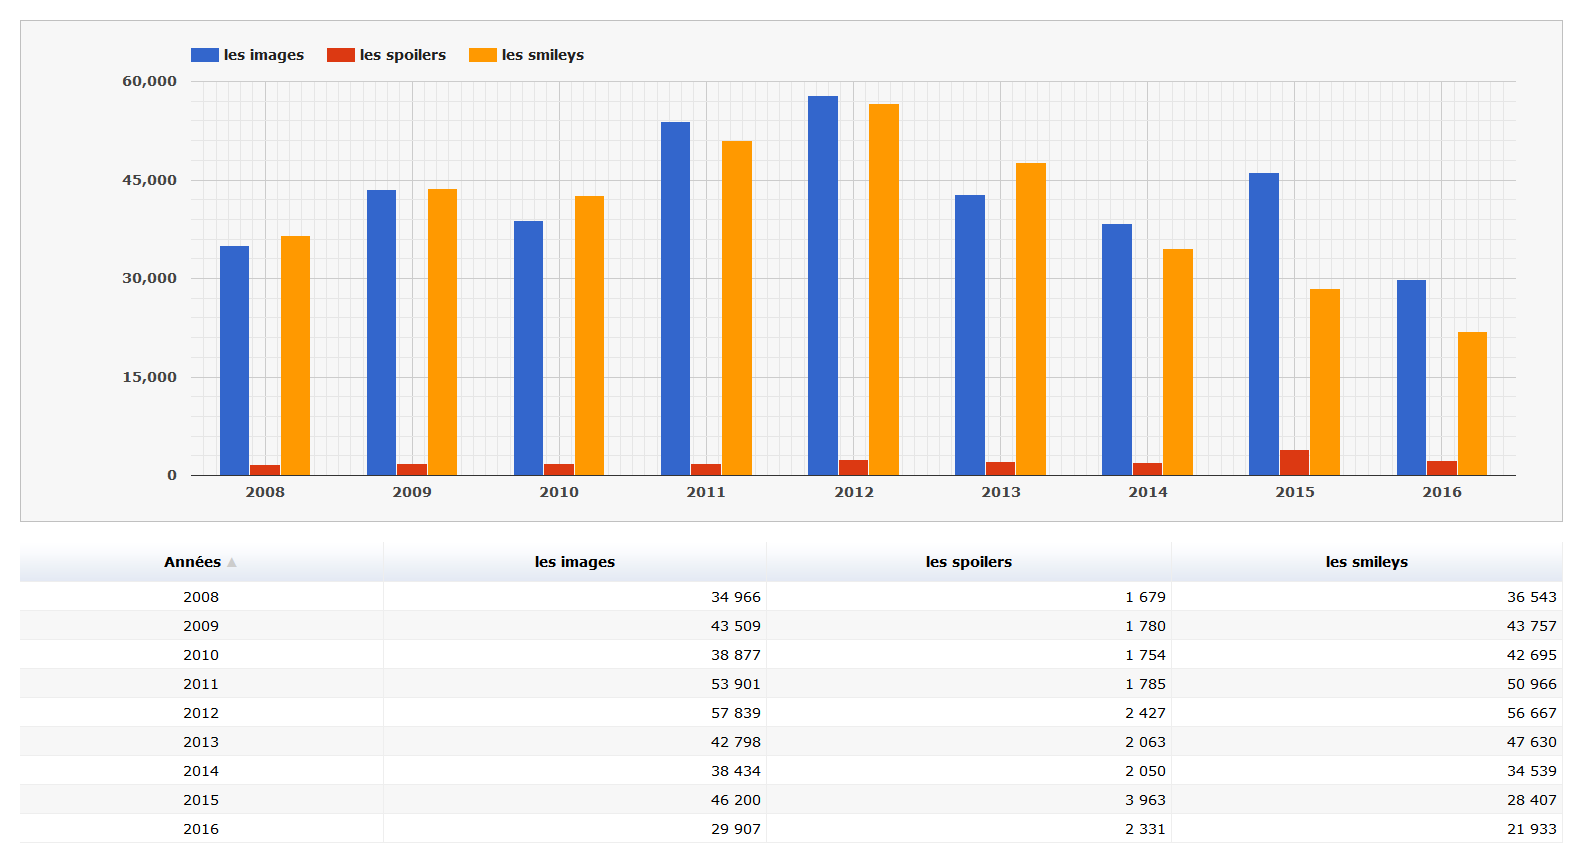 les images les spoilers les smileys
60,000
45,000
30,000
15,000
0
2008 2009 2010 2011 2012 2013 2014 2015 2016
Années les images les spoilers les smileys
2008 34 966 1 679 36 543
2009 43 509 1 780 43 757
2010 38 877 1 754 42 695
2011 53 901 1 785 50 966
2012 57 839 2 427 56 667
2013 42 798 2 063 47 630
2014 38 434 2 050 34 539
2015 46 200 3 963 28 407
2016 29 907 2 331 21 933